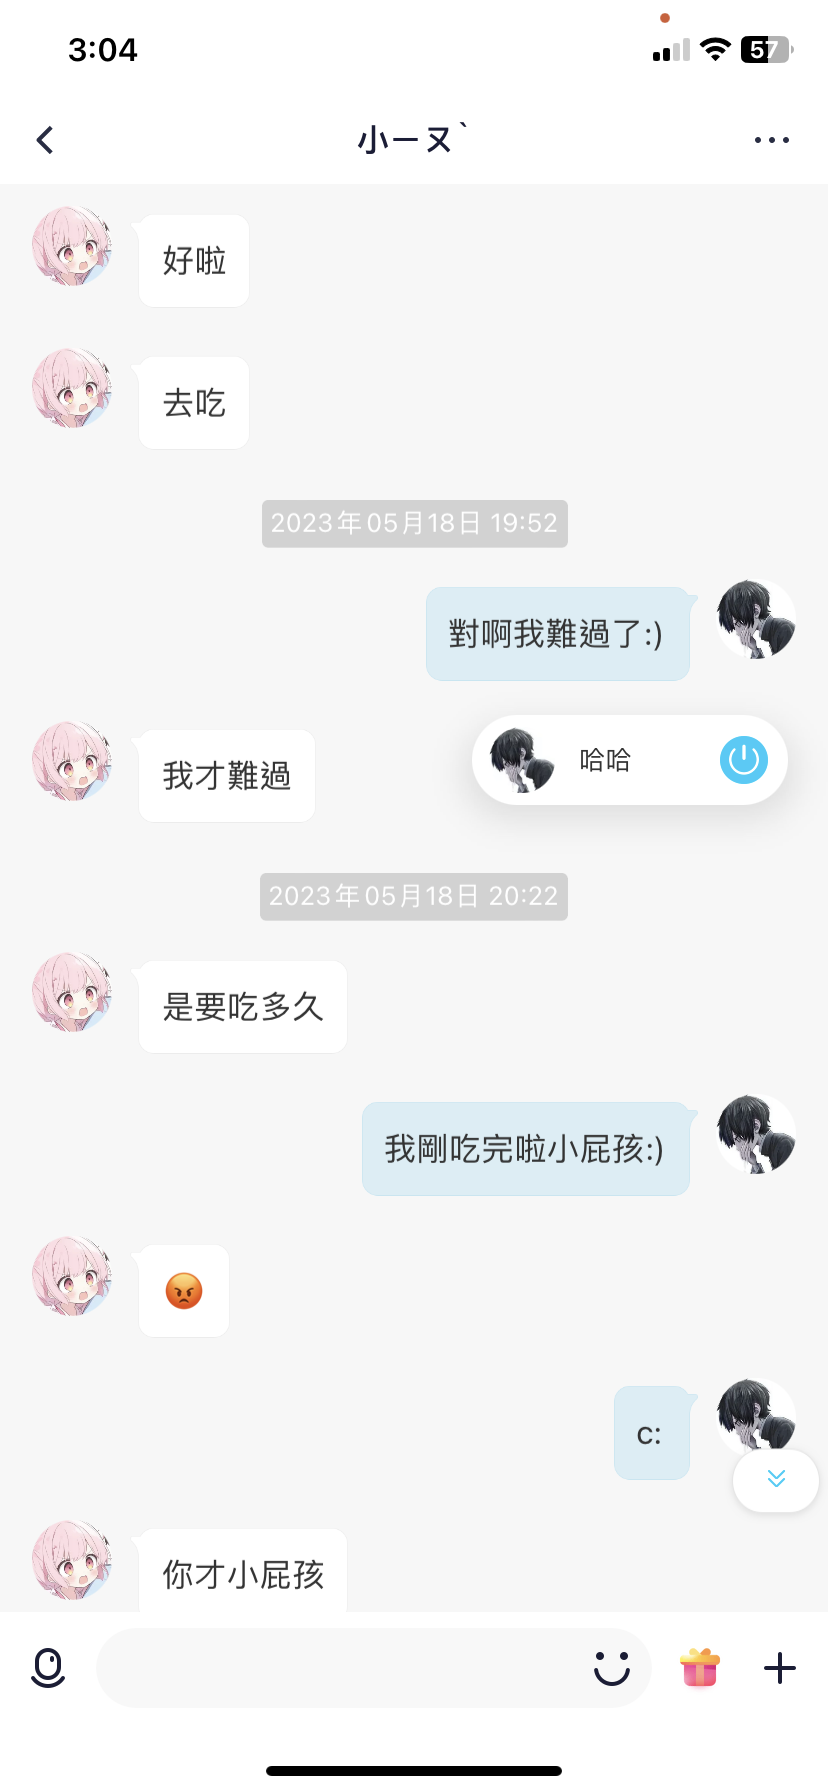 3:04
57
小ㄧㄡˋ
好啦
去吃
2023年05月18日 19:52
對啊我難過了:)
我才難過
哈哈
2023年05月18日 20:22
是要吃多久
我剛吃完啦小屁孩:)
😡
c:
你才小屁孩